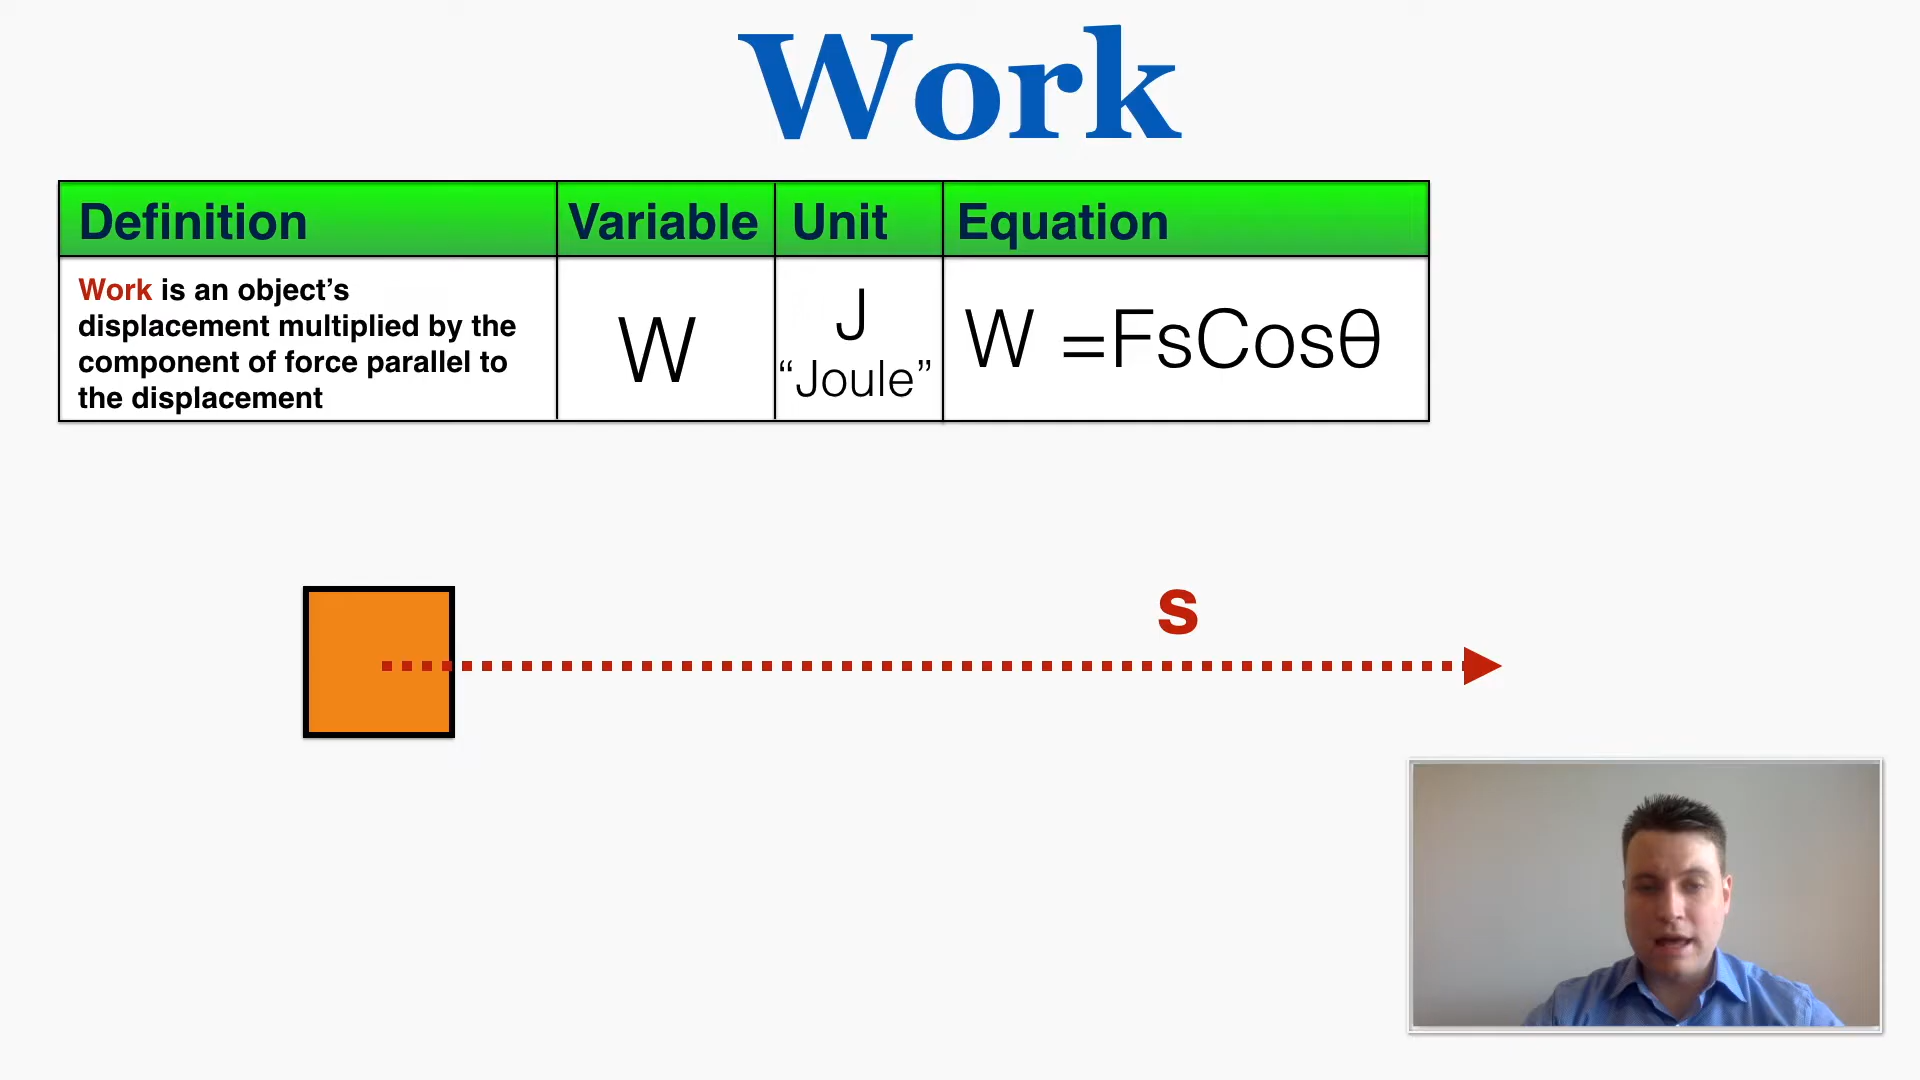 Work
Definition
Variable
Unit
Equation
Work is an object’s
displacement multiplied by the
component of force parallel to
the displacement
W
J
“Joule”
W =FsCosθ
s